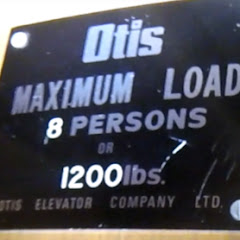 Otis
MAXIMUM LOAD
8 PERSONS
OR
1200lbs.
OTIS ELEVATOR COMPANY LTD.